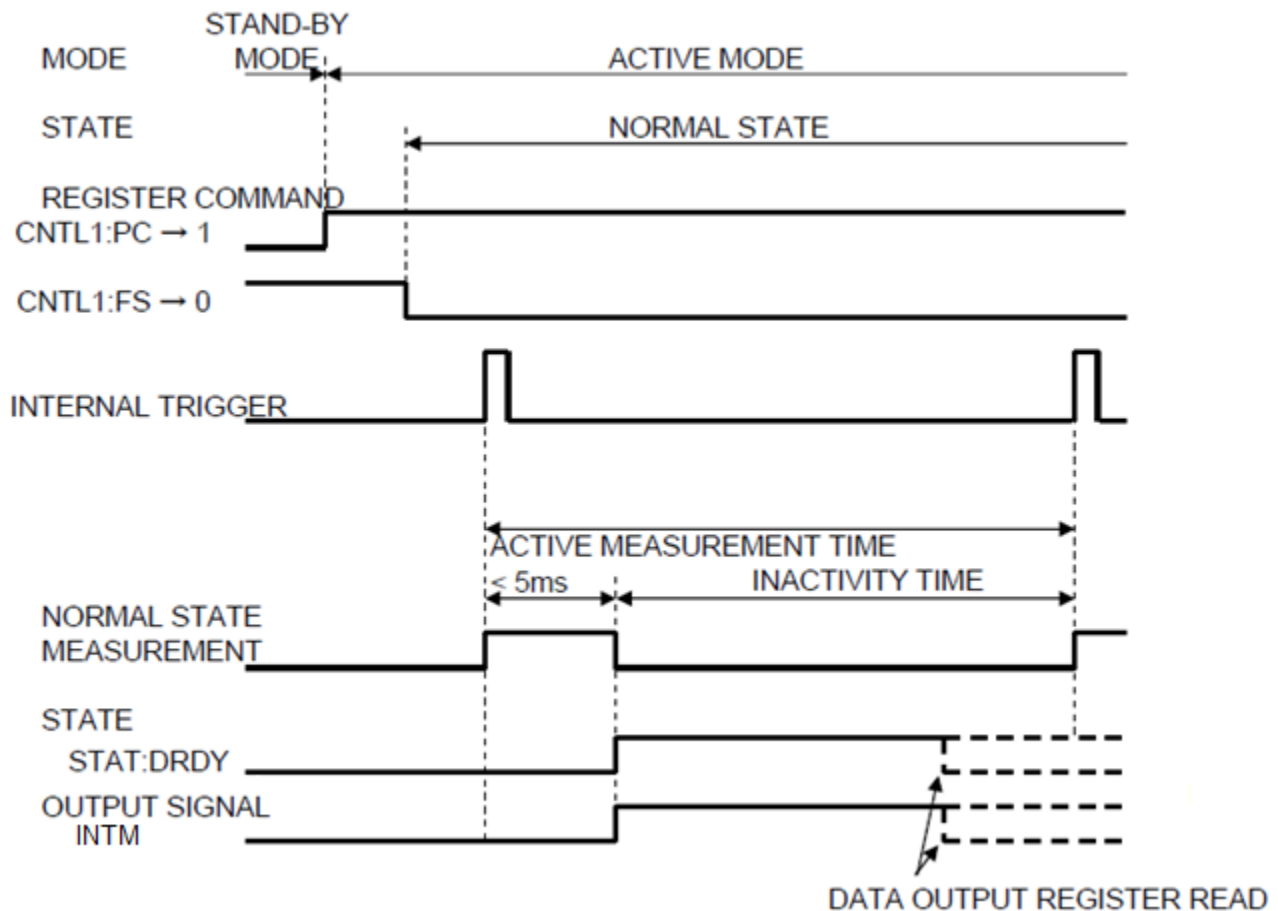 STAND-BY
MODE MODE ACTIVE MODE
STATE NORMAL STATE
REGISTER COMMAND
CNTL1:PC → 1
CNTL1:FS → 0
INTERNAL TRIGGER
ACTIVE MEASUREMENT TIME
< 5ms INACTIVITY TIME
NORMAL STATE
MEASUREMENT
STATE
STAT:DRDY
OUTPUT SIGNAL
INTM
DATA OUTPUT REGISTER READ